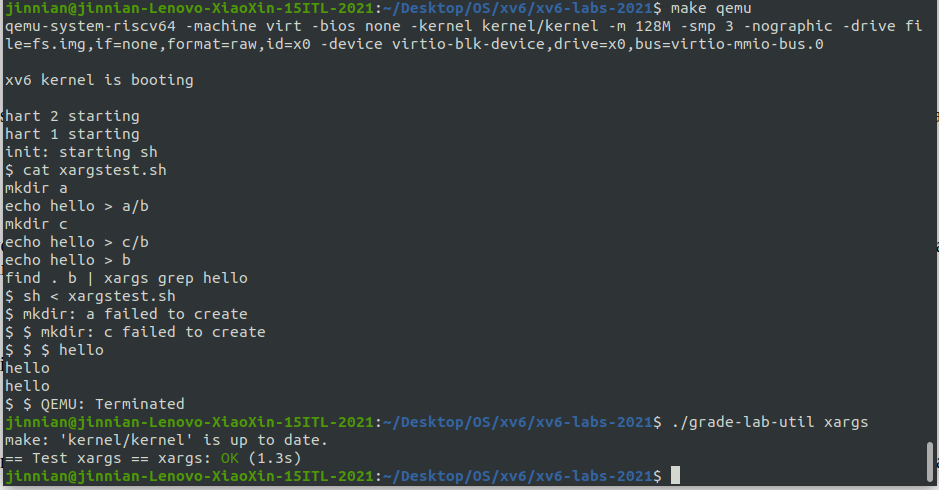 jinnian@jinnian-Lenovo-XiaoXin-15ITL-2021:~/Desktop/OS/xv6/xv6-labs-2021$ make qemu
qemu-system-riscv64 -machine virt -bios none -kernel kernel/kernel -m 128M -smp 3 -nographic -drive fi
le=fs.img,if=none,format=raw,id=x0 -device virtio-blk-device,drive=x0,bus=virtio-mmio-bus.0
xv6 kernel is booting
hart 2 starting
hart 1 starting
init: starting sh
$ cat xargstest.sh
mkdir a
echo hello > a/b
mkdir c
echo hello > c/b
echo hello > b
find . b | xargs grep hello
$ sh < xargstest.sh
$ mkdir: a failed to create
$ $ mkdir: c failed to create
$ $ $ hello
hello
hello
$ $ QEMU: Terminated
jinnian@jinnian-Lenovo-XiaoXin-15ITL-2021:~/Desktop/OS/xv6/xv6-labs-2021$ ./grade-lab-util xargs
make: 'kernel/kernel' is up to date.
== Test xargs == xargs: OK (1.3s)
jinnian@jinnian-Lenovo-XiaoXin-15ITL-2021:~/Desktop/OS/xv6/xv6-labs-2021$